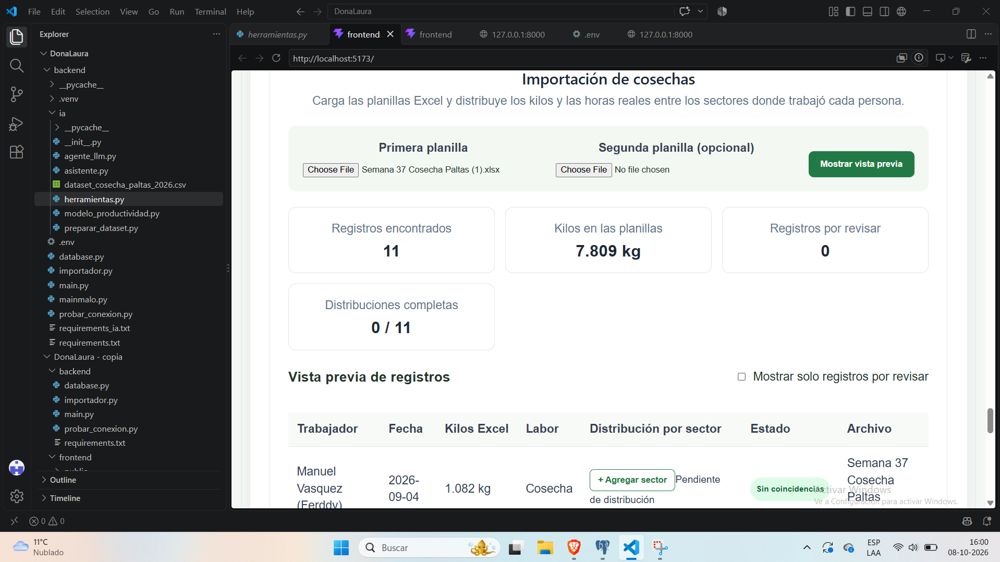 File Edit Selection View Go Run Terminal Help
DonaLaura
Explorer
DonaLaura
backend
__pycache__
.venv
ia
__pycache__
__init__.py
agente_llm.py
asistente.py
dataset_cosecha_paltas_2026.csv
herramientas.py
modelo_productividad.py
preparar_dataset.py
.env
database.py
importador.py
main.py
mainmalo.py
probar_conexion.py
requirements_ia.txt
requirements.txt
DonaLaura - copia
backend
database.py
importador.py
main.py
probar_conexion.py
requirements.txt
frontend
public
Outline
Timeline
herramientas.py frontend frontend 127.0.0.1:8000 .env 127.0.0.1:8000
http://localhost:5173/
Importación de cosechas
Carga las planillas Excel y distribuye los kilos y las horas reales entre los sectores donde trabajó cada persona.
Primera planilla
Choose File Semana 37 Cosecha Paltas (1).xlsx
Segunda planilla (opcional)
Choose File No file chosen
Mostrar vista previa
Registros encontrados
11
Kilos en las planillas
7.809 kg
Registros por revisar
0
Distribuciones completas
0 / 11
Vista previa de registros
Mostrar solo registros por revisar
Trabajador Fecha Kilos Excel Labor Distribución por sector Estado Archivo
Manuel
Vasquez
(Ferddy)
2026-
09-04
1.082 kg
Cosecha
+ Agregar sector Pendiente
de distribución
Sin coincidencias
Semana 37
Cosecha
Paltas
Activar Windows
Ve a Configuración para activar Windows.
0 0
11°C
Nublado
Buscar
ESP
LAA
16:00
08-10-2026